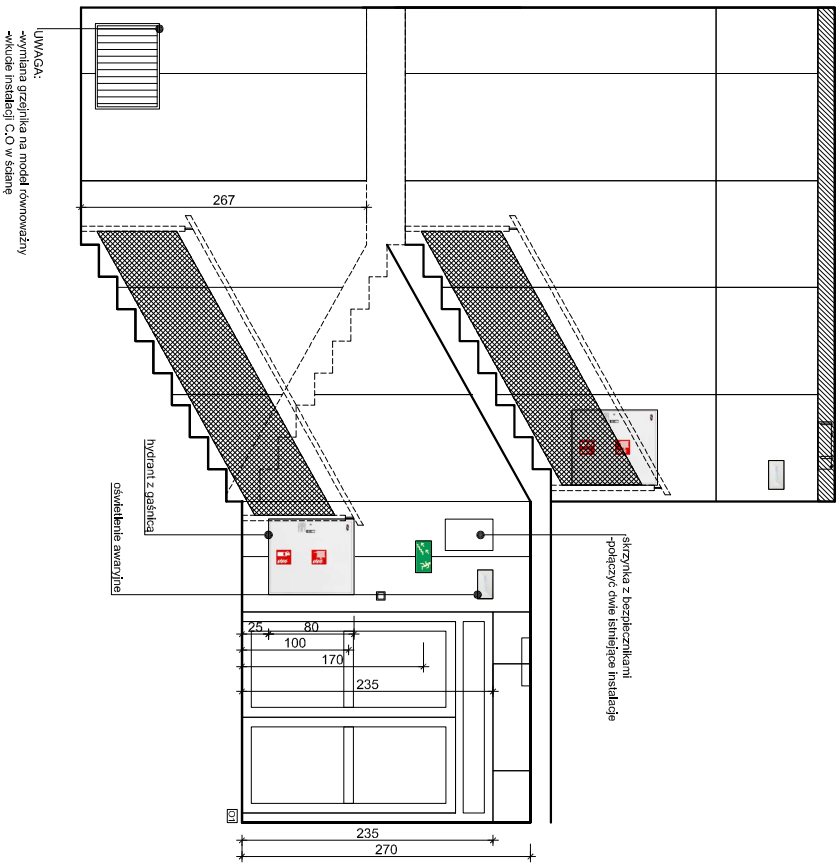 UWAGA:
-wymiana grzejnika na model równoważny
-wkucie instalacji C.O w ścianę
267
hydrant z gaśnicą
oświetlenie awaryjne
skrzynka z bezpiecznikami
-połączyć dwie istniejące instalacje
25
80
100
170
235
O1
235
270